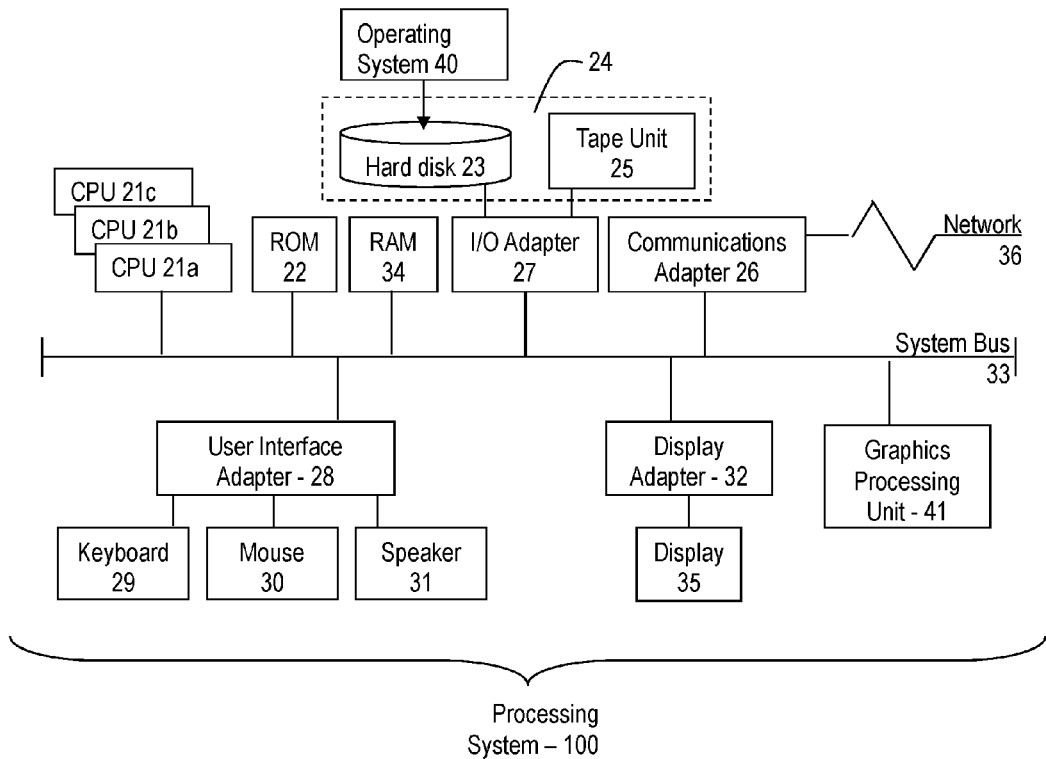 Operating
System 40
24
Hard disk 23
Tape Unit
25
CPU 21c
CPU 21b
CPU 21a
ROM
22
RAM
34
I/O Adapter
27
Communications
Adapter 26
Network
36
System Bus
33
User Interface
Adapter - 28
Display
Adapter - 32
Graphics
Processing
Unit - 41
Keyboard
29
Mouse
30
Speaker
31
Display
35
Processing
System – 100